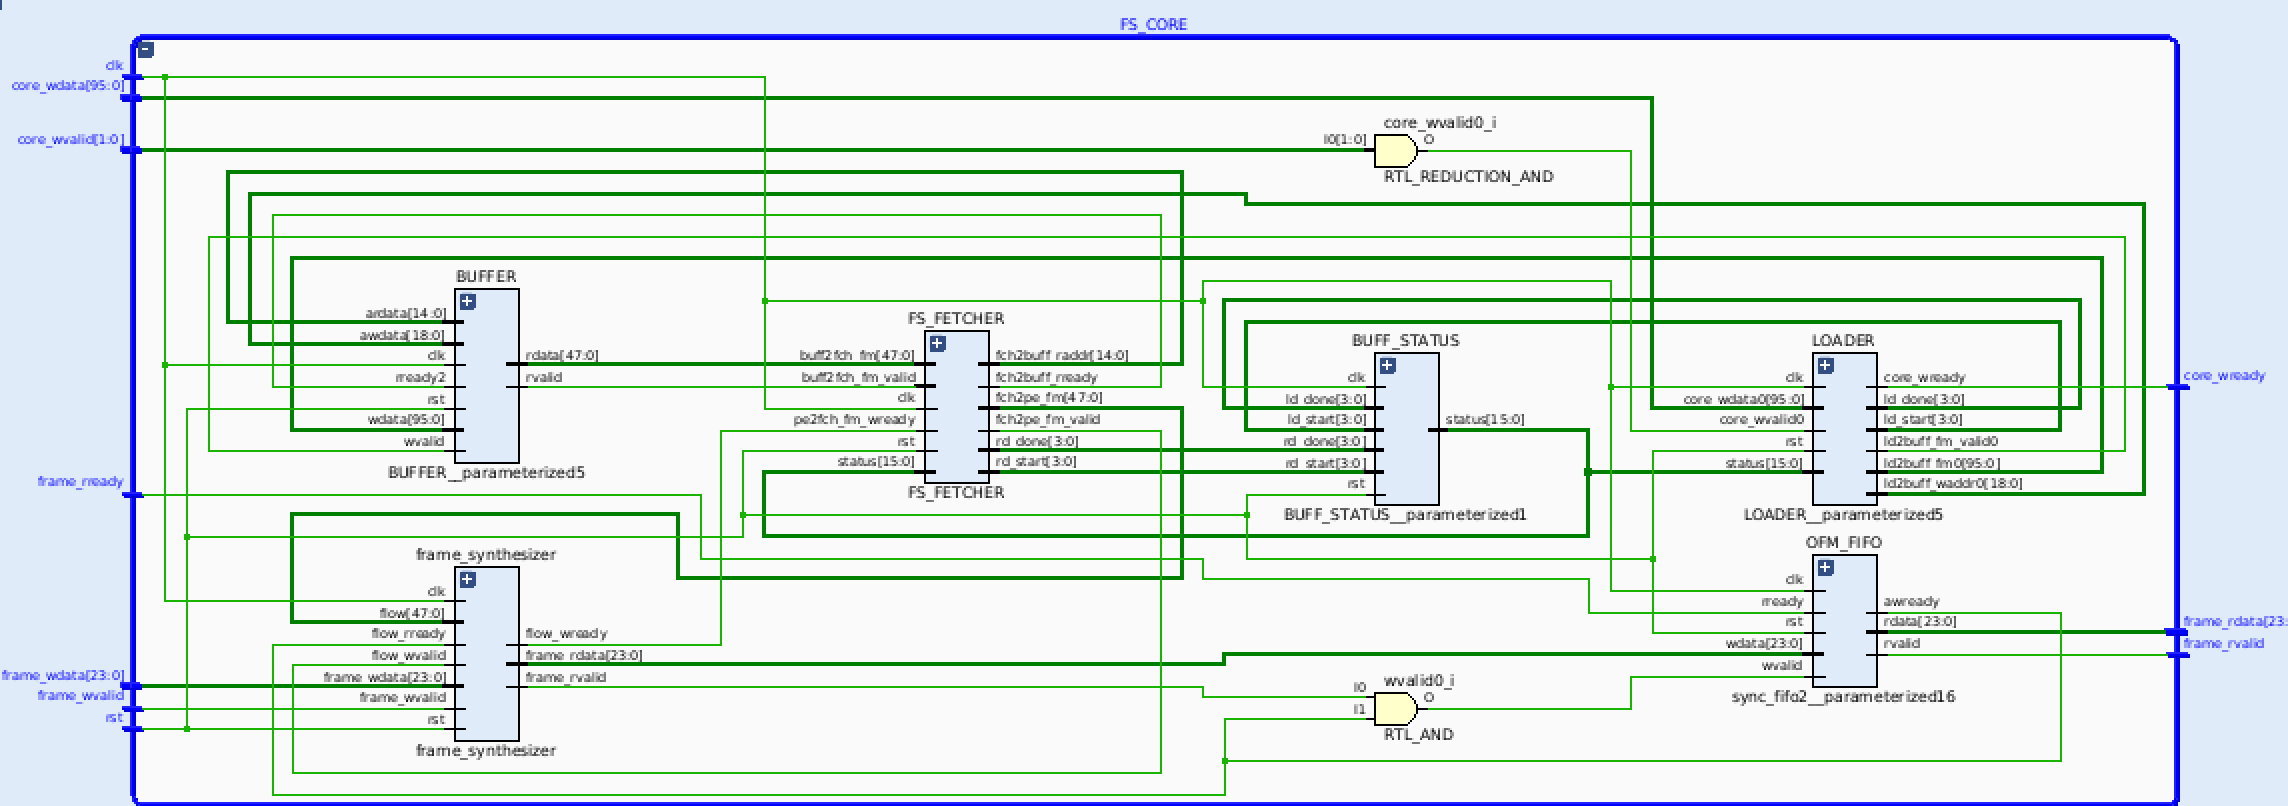 FS_CORE
clk
core_wdata[95:0]
core_wvalid[1:0]
frame_rready
frame_wdata[23:0]
frame_wvalid
rst
core_wvalid0_i
I0[1:0]
O
RTL_REDUCTION_AND
BUFFER
ardata[14:0]
awdata[18:0]
clk
rready2
rst
wdata[95:0]
wvalid
rdata[47:0]
rvalid
BUFFER__parameterized5
FS_FETCHER
buff2fch_fm[47:0]
buff2fch_fm_valid
clk
pe2fch_fm_wready
rst
status[15:0]
fch2buff_raddr[14:0]
fch2buff_rready
fch2pe_fm[47:0]
fch2pe_fm_valid
rd_done[3:0]
rd_start[3:0]
FS_FETCHER
BUFF_STATUS
clk
ld_done[3:0]
ld_start[3:0]
rd_done[3:0]
rd_start[3:0]
rst
status[15:0]
BUFF_STATUS__parameterized1
LOADER
clk
core_wdata0[95:0]
core_wvalid0
rst
status[15:0]
core_wready
ld_done[3:0]
ld_start[3:0]
ld2buff_fm_valid0
ld2buff_fm0[95:0]
ld2buff_waddr0[18:0]
LOADER__parameterized5
frame_synthesizer
clk
flow[47:0]
flow_rready
flow_wvalid
frame_wdata[23:0]
frame_wvalid
rst
flow_wready
frame_rdata[23:0]
frame_rvalid
frame_synthesizer
wvalid0_i
I0
I1
O
RTL_AND
OFM_FIFO
clk
rready
rst
wdata[23:0]
wvalid
awready
rdata[23:0]
rvalid
sync_fifo2__parameterized16
core_wready
frame_rdata[23:
frame_rvalid